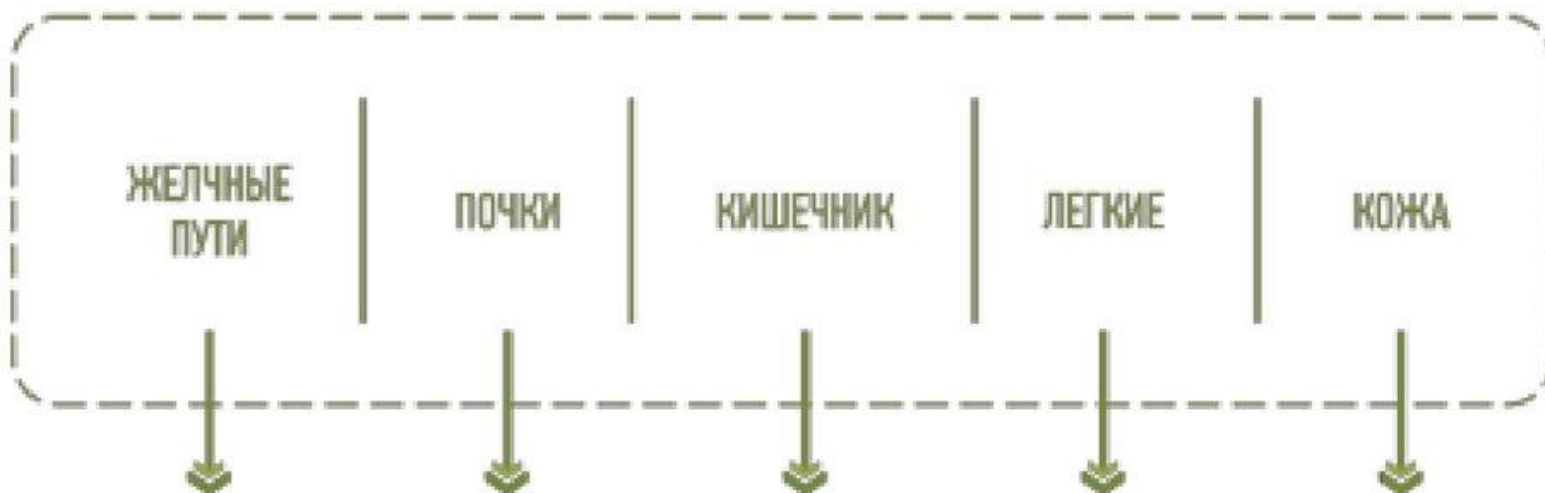 ЖЕЛЧНЫЕ
ПУТИ
ПОЧКИ
КИШЕЧНИК
ЛЕГКИЕ
КОЖА